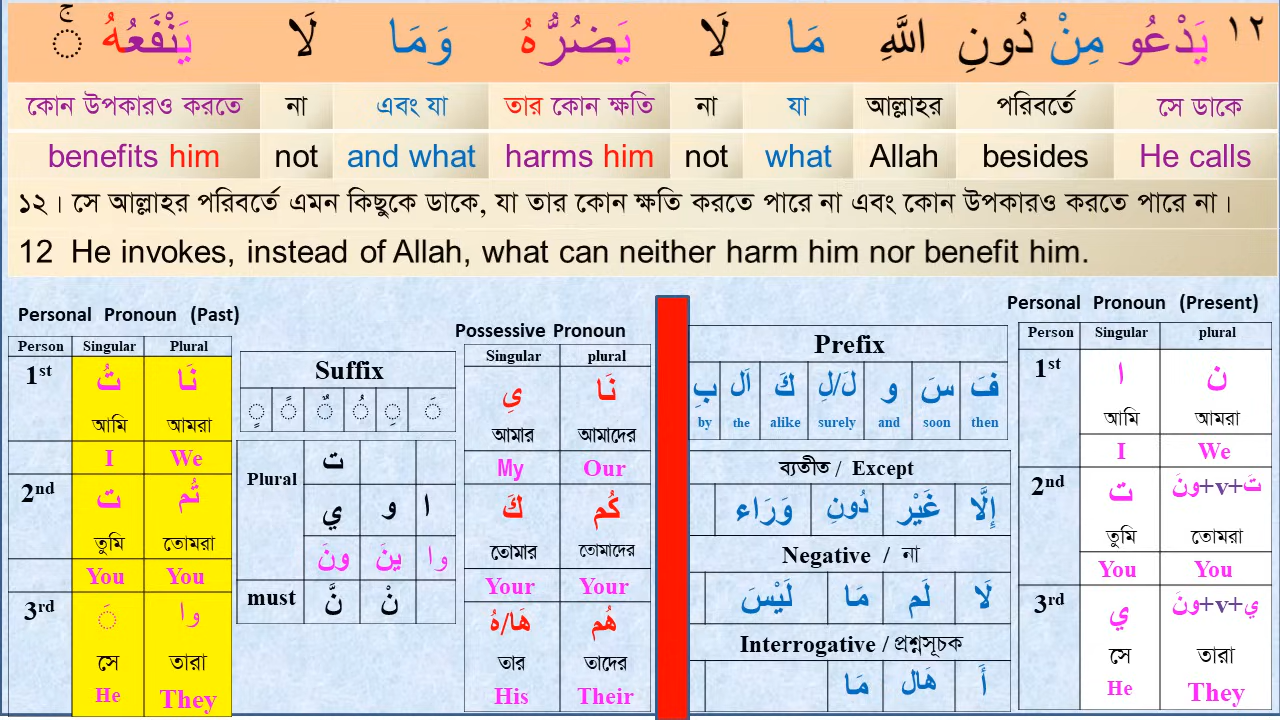 ١٢ يَدْعُو مِنْ دُونِ اللَّهِ مَا لَا يَضُرُّهُ وَمَا لَا يَنْفَعُهُ ۚ
কোন উপকারও করতে না এবং যা তার কোন ক্ষতি না যা আল্লাহর পরিবর্তে সে ডাকে
benefits him not and what harms him not what Allah besides He calls
১২। সে আল্লাহর পরিবর্তে এমন কিছুকে ডাকে, যা তার কোন ক্ষতি করতে পারে না এবং কোন উপকারও করতে পারে না।
12 He invokes, instead of Allah, what can neither harm him nor benefit him.
Personal Pronoun (Past)
Person Singular Plural
1st تُ نَا
আমি আমরা
I We
2nd ت تُم
তুমি তোমরা
You You
3rd َ وا
সে তারা
He They
Suffix
ٍ ً ٌ ُ ِ َ
Plural ت
ي و ا
ونَ ينَ وا
must نَّ نْ
Possessive Pronoun
Singular plural
يِ نَا
আমার আমাদের
My Our
كَ كُم
তোমার তোমাদের
Your Your
هَا/هُ هُم
তার তাদের
His Their
Prefix
بِ اَل كَ لَ/لِ و سَ فَ
by the alike surely and soon then
ব্যতীত / Except
وَرَاء دُونِ غَيْر إِلَّا
Negative / না
لَيْسَ مَا لَم لَا
Interrogative / প্রশ্নসূচক
مَا هَال أَ
Personal Pronoun (Present)
Person Singular plural
1st ا ن
আমি আমরা
I We
2nd ت تَ+v+ونَ
তুমি তোমরা
You You
3rd ي ي+v+ونَ
সে তারা
He They